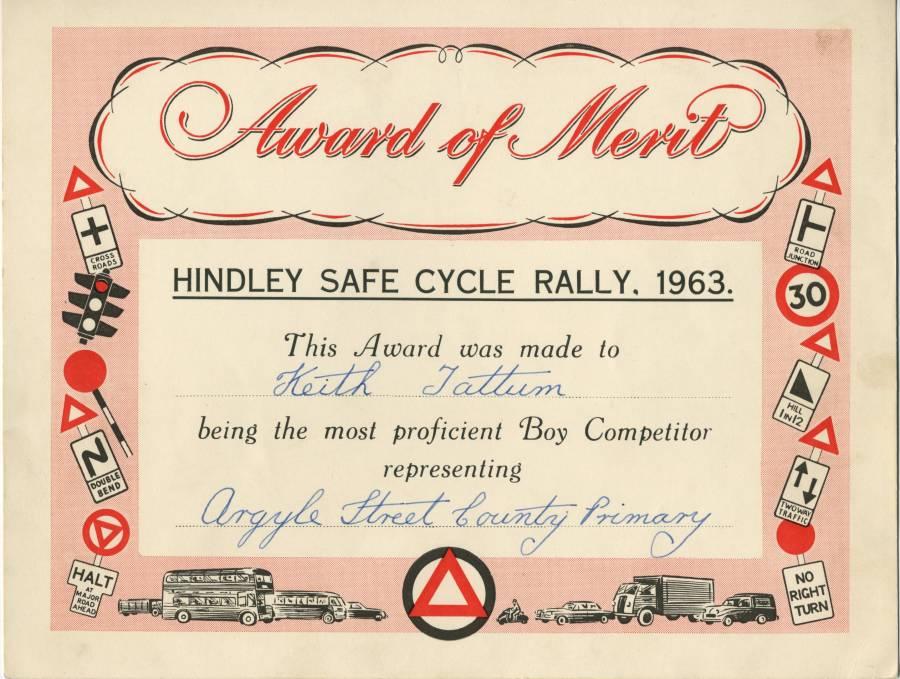 Award of Merit
HINDLEY SAFE CYCLE RALLY, 1963.
This Award was made to
Keith Tattum
being the most proficient Boy Competitor
representing
Argyle Street County Primary
CROSS
ROADS
DOUBLE
BEND
HALT
AT
MAJOR
ROAD
AHEAD
ROAD
JUNCTION
30
HILL
1 IN 12
TWO WAY
TRAFFIC
NO
RIGHT
TURN